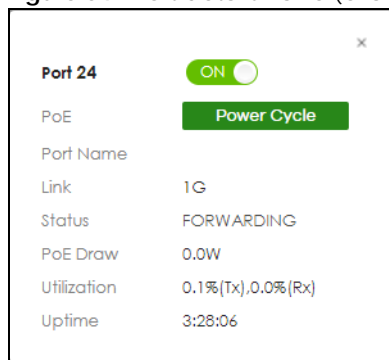 Port 24 ON
PoE Power Cycle
Port Name
Link 1G
Status FORWARDING
PoE Draw 0.0W
Utilization 0.1%(Tx),0.0%(Rx)
Uptime 3:28:06